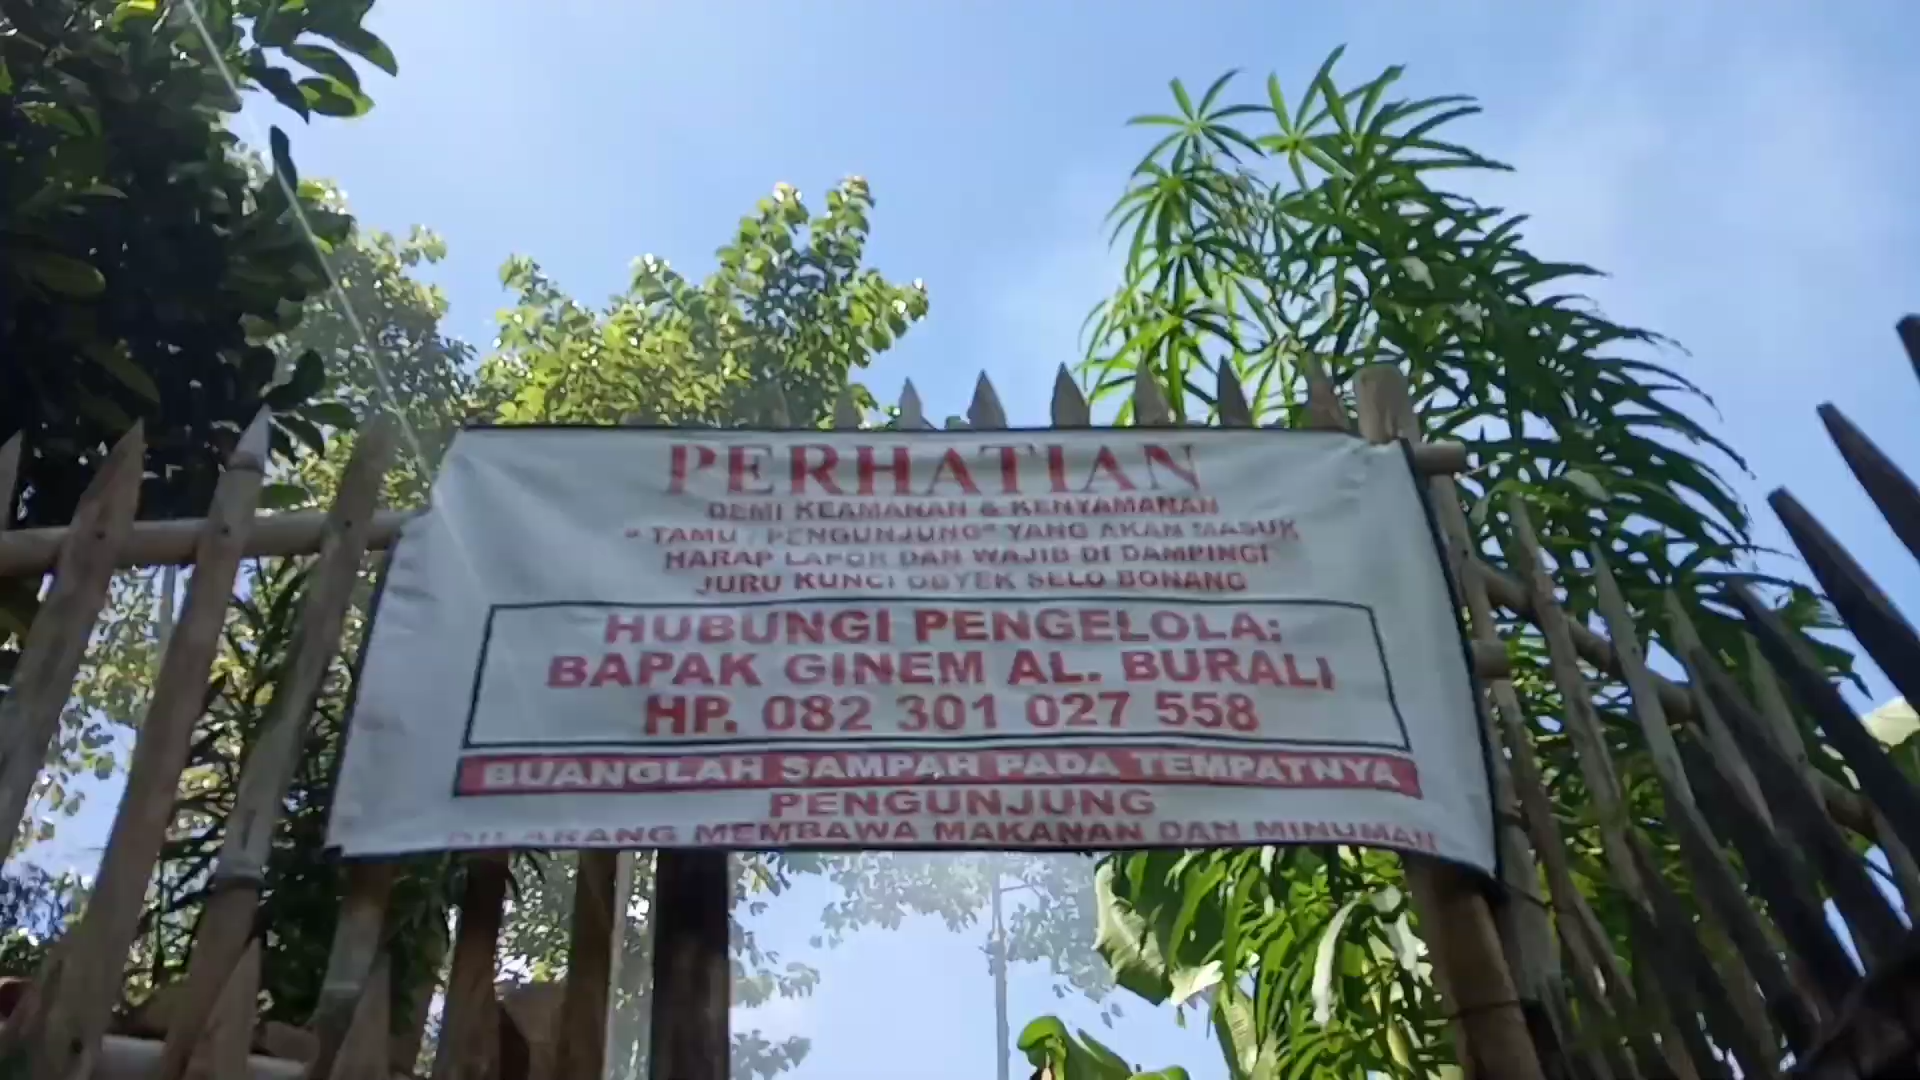 PERHATIAN
DEMI KEAMANAN & KENYAMANAN
" TAMU / PENGUNJUNG" YANG AKAN MASUK
HARAP LAPOR DAN WAJIB DI DAMPINGI
JURU KUNCI OBYEK SELO BONANG
HUBUNGI PENGELOLA:
BAPAK GINEM AL. BURALI
HP. 082 301 027 558
BUANGLAH SAMPAH PADA TEMPATNYA
PENGUNJUNG
DILARANG MEMBAWA MAKANAN DAN MINUMAN